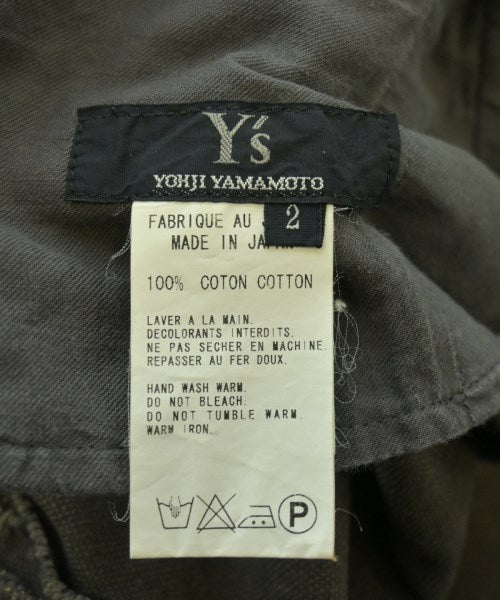 Y's
YOHJI YAMAMOTO
2
FABRIQUE AU
MADE IN JAPAN
100% COTON COTTON
LAVER A LA MAIN.
DECOLORANTS INTERDITS.
NE PAS SECHER EN MACHINE.
REPASSER AU FER DOUX.
HAND WASH WARM.
DO NOT BLEACH.
DO NOT TUMBLE WARM.
WARM IRON.
P